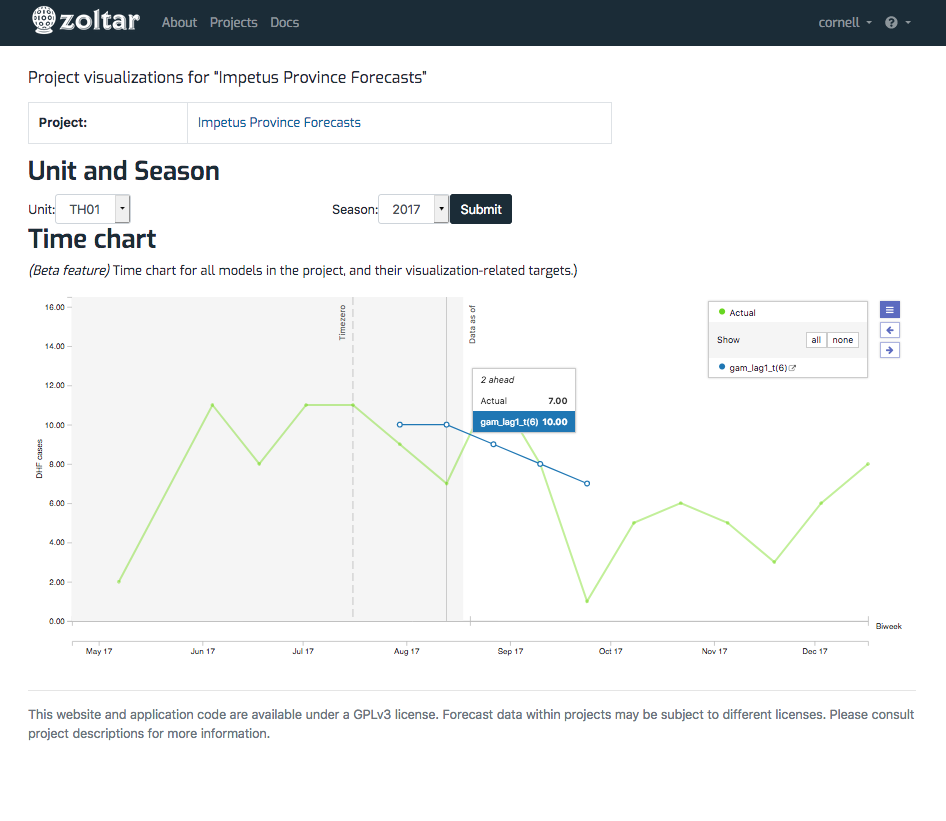 zoltar About Projects Docs cornell ?
Project visualizations for "Impetus Province Forecasts"
Project: Impetus Province Forecasts
Unit and Season
Unit: TH01 Season: 2017 Submit
Time chart
(Beta feature) Time chart for all models in the project, and their visualization-related targets.)
16.00
14.00
12.00
10.00
8.00
6.00
4.00
2.00
0.00
DHF cases
Timezero
Data as of
2 ahead
Actual 7.00
gam_lag1_t(6) 10.00
Actual
Show all none
gam_lag1_t(6)
Biweek
May 17 Jun 17 Jul 17 Aug 17 Sep 17 Oct 17 Nov 17 Dec 17
This website and application code are available under a GPLv3 license. Forecast data within projects may be subject to different licenses. Please consult
project descriptions for more information.